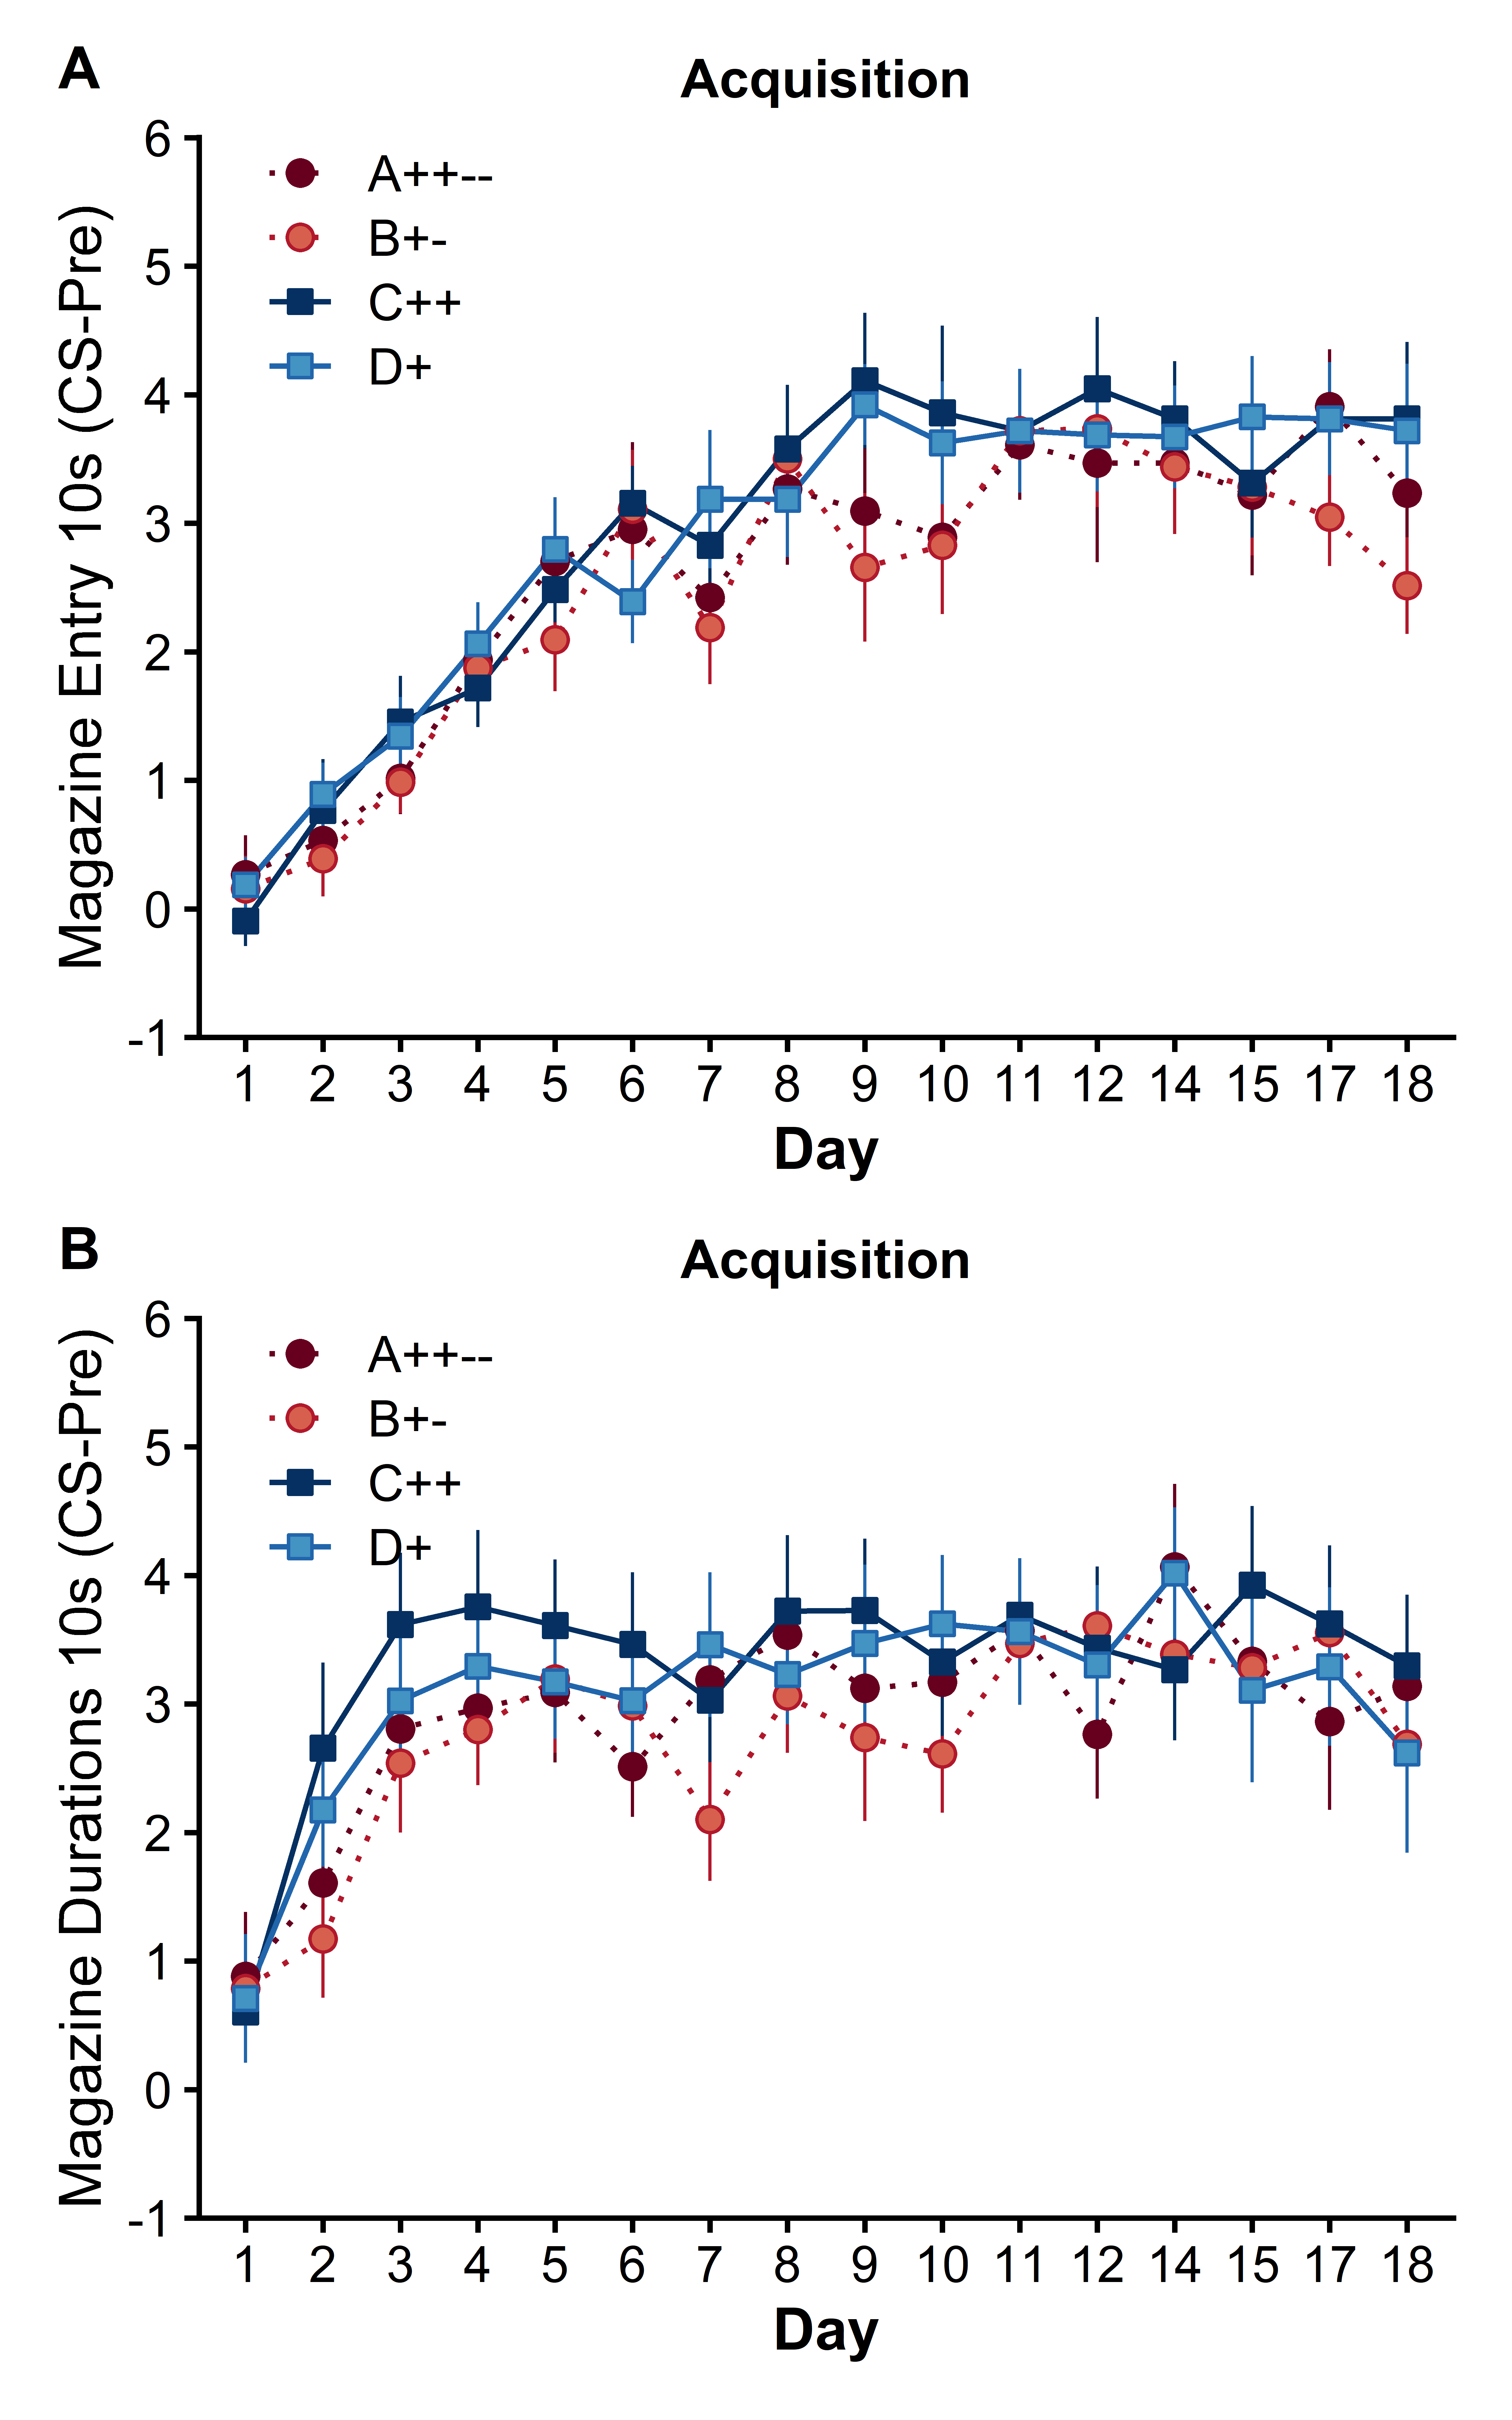 A
Acquisition
Magazine Entry 10s (CS-Pre)
6
5
4
3
2
1
0
-1
A++--
B+-
C++
D+
1 2 3 4 5 6 7 8 9 10 11 12 14 15 17 18
Day
B
Acquisition
Magazine Durations 10s (CS-Pre)
6
5
4
3
2
1
0
-1
A++--
B+-
C++
D+
1 2 3 4 5 6 7 8 9 10 11 12 14 15 17 18
Day